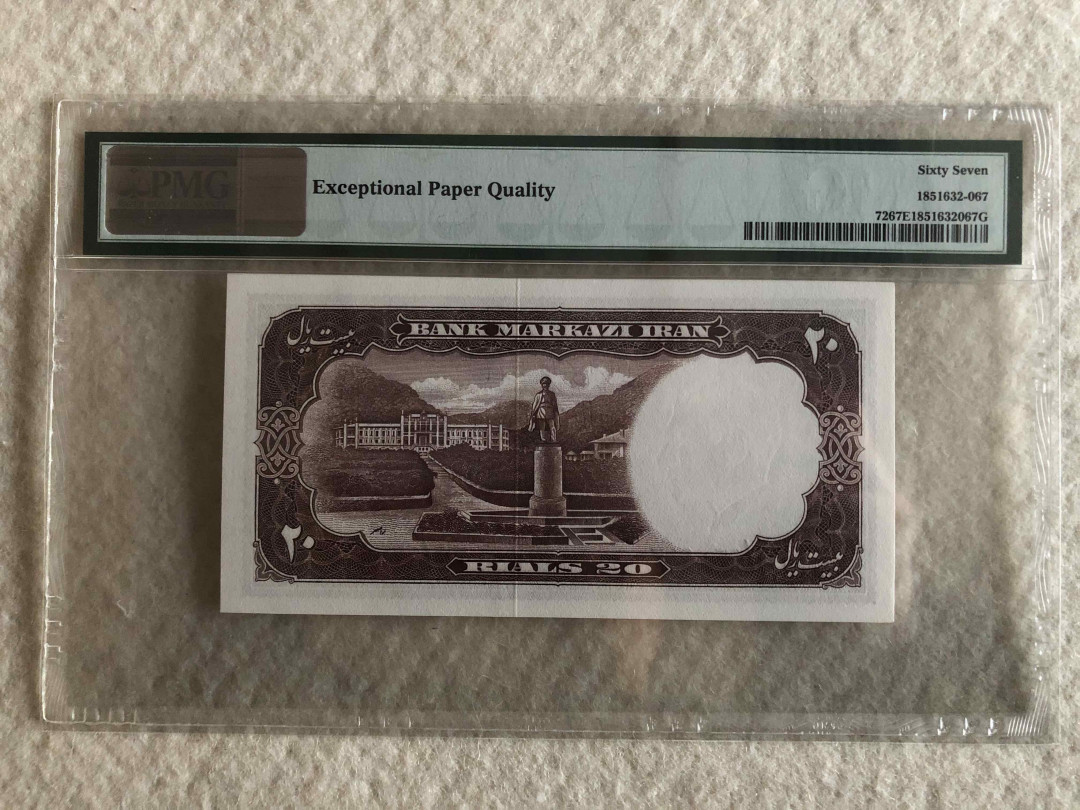 PMG
Exceptional Paper Quality
Sixty Seven
1851632-067
7267E1851632067G
بیست ریال
BANK MARKAZI IRAN
۲۰
۲۰
RIALS 20
بیست ریال